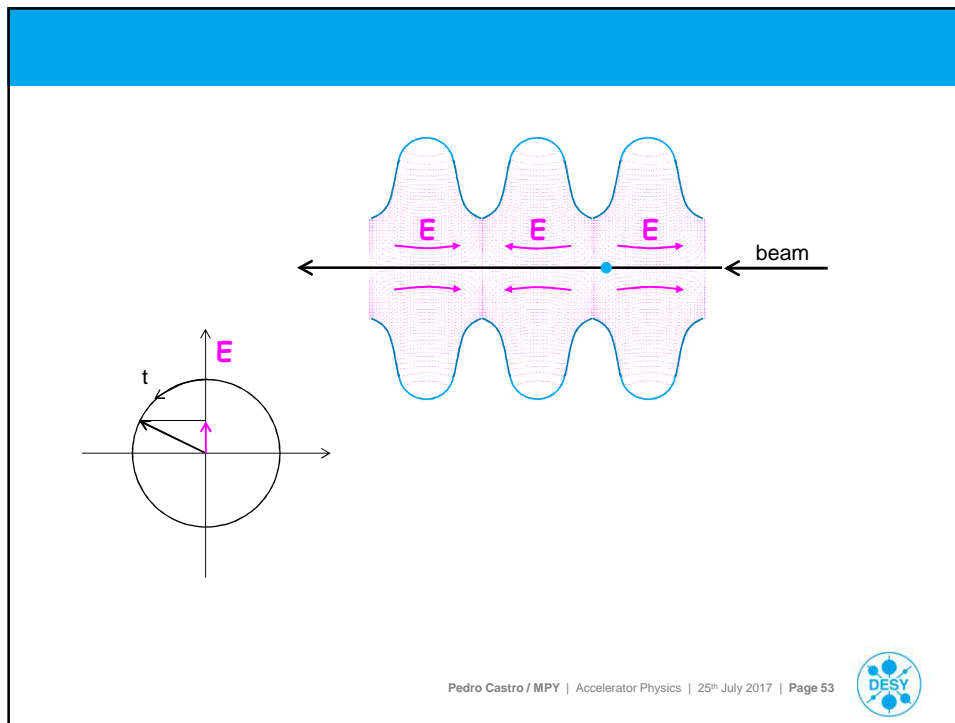 E E E
beam
E
t
Pedro Castro / MPY | Accelerator Physics | 25th July 2017 | Page 53
DESY